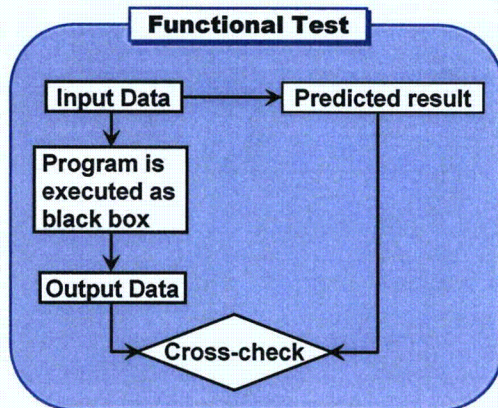 Functional Test
Input Data
Predicted result
Program is
executed as
black box
Output Data
Cross-check